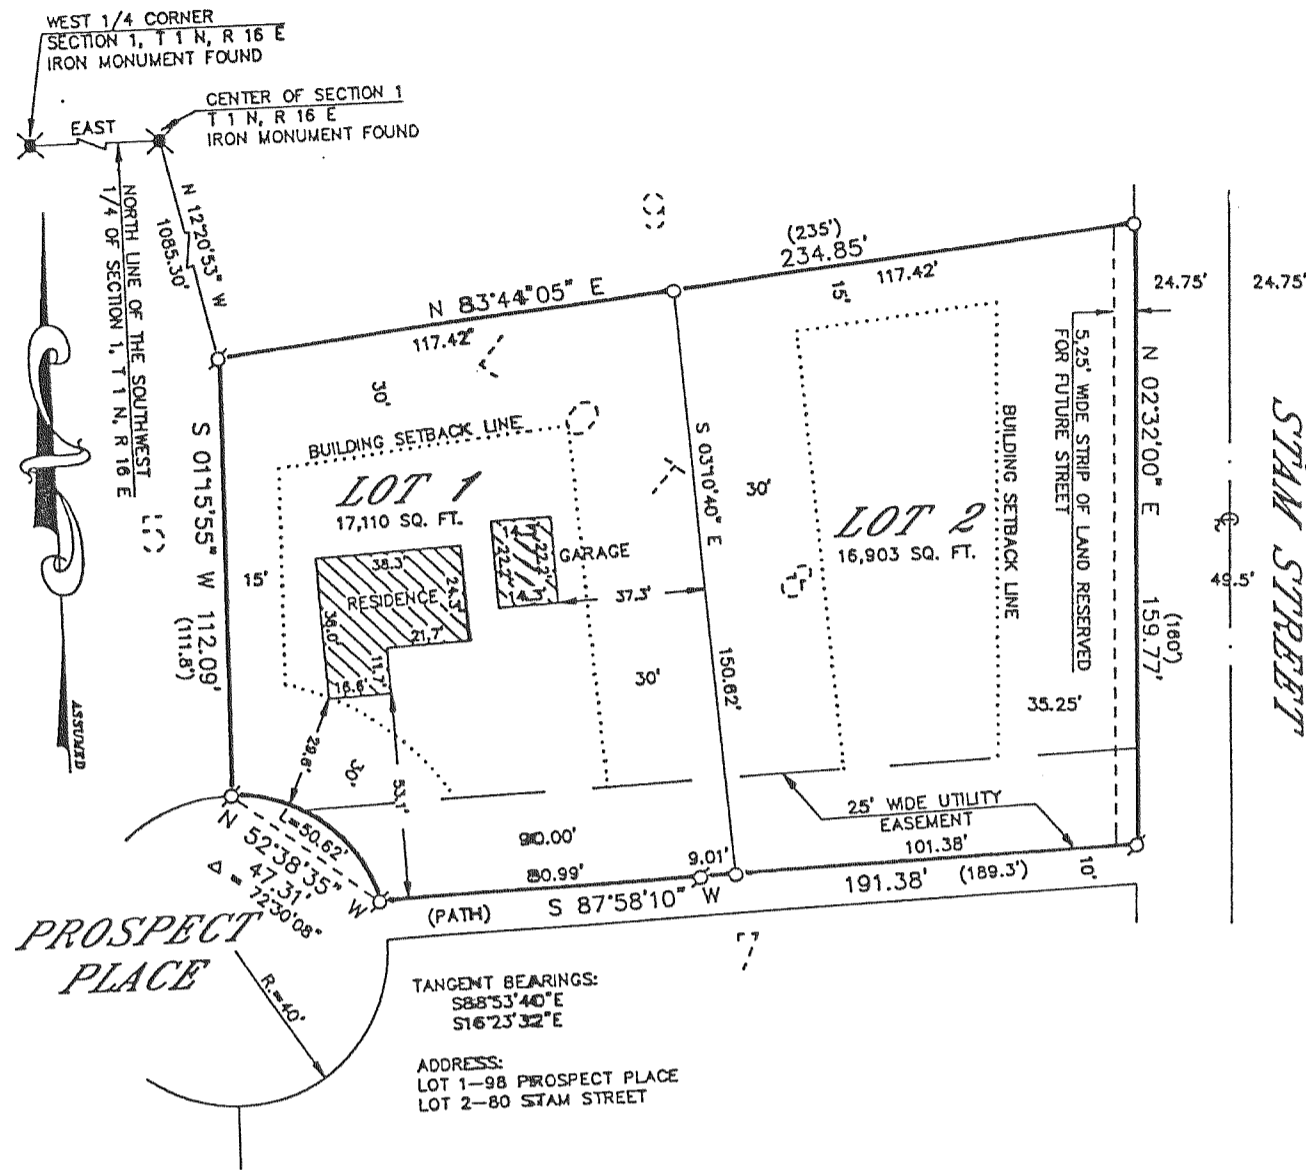 WEST 1/4 CORNER
SECTION 1, T 1 N, R 16 E
IRON MONUMENT FOUND
CENTER OF SECTION 1
T 1 N, R 16 E
IRON MONUMENT FOUND
EAST
NORTH LINE OF THE SOUTHWEST
1/4 OF SECTION 1, T 1 N, R 16 E
N 12°20'53" W
1085.30'
ASSUMED
N 83°44'05" E
117.42'
(235')
234.85'
117.42'
15'
24.75'
24.75'
30'
BUILDING SETBACK LINE
LOT 1
17,110 SQ. FT.
S 01°15'55" W 112.09'
(111.8')
15'
RESIDENCE
38.3'
24.3'
21.7'
11.7'
16.6'
36.0'
GARAGE
14.3'
22.2'
22.2'
14.3'
37.3'
30'
S 03°10'40" E
150.62'
30'
LOT 2
16,903 SQ. FT.
BUILDING SETBACK LINE
5.25' WIDE STRIP OF LAND RESERVED
FOR FUTURE STREET
N 02°32'00" E 159.77'
(160')
49.5'
STAM STREET
35.25'
29.6'
30'
53.1'
25' WIDE UTILITY
EASEMENT
90.00'
80.99'
9.01'
101.38'
10'
(PATH)
S 87°58'10" W
191.38'
(189.3')
L=50.62'
N 52°38'35" W
47.31'
Δ = 72°30'08"
PROSPECT
PLACE
R.=40'
TANGENT BEARINGS:
S88°53'40"E
S16°23'32"E
ADDRESS:
LOT 1-98 PROSPECT PLACE
LOT 2-80 STAM STREET